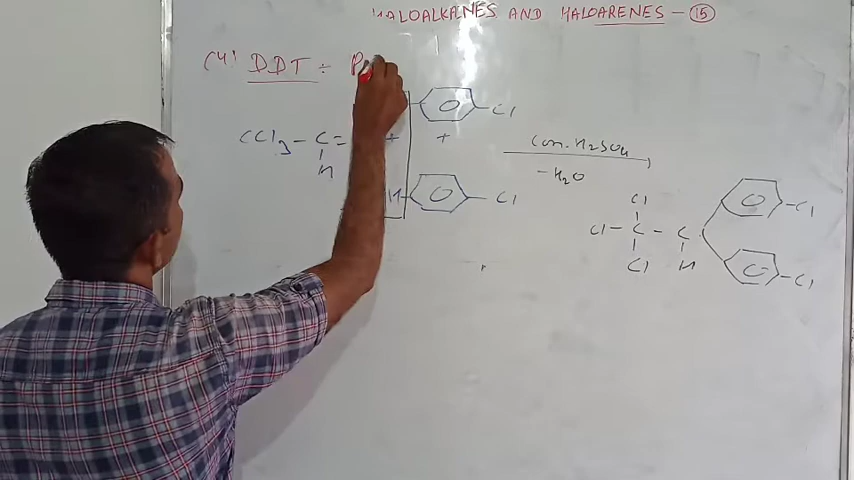 HALOALKANES AND HALOARENES - 15
(4) DDT ÷ P
Cl
CCl3 - C = + +
H
H Cl
Con. H2SO4
- H2O
Cl Cl
Cl - C - C
Cl H Cl